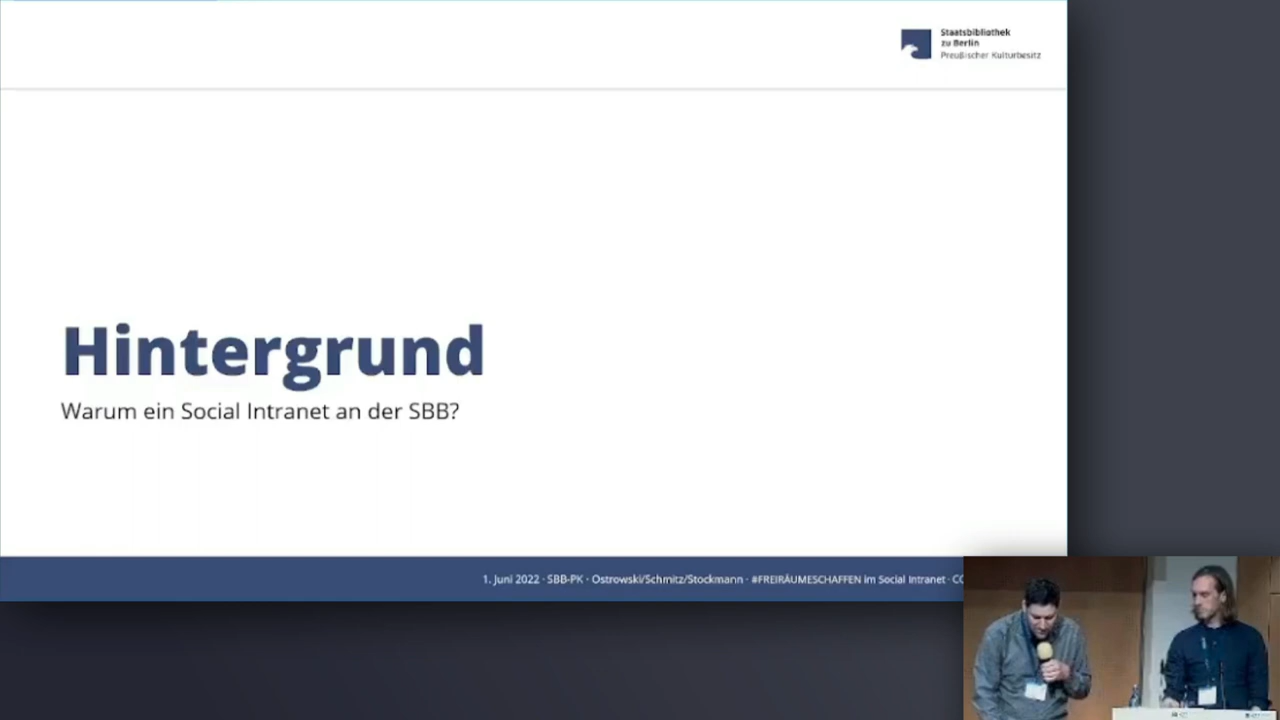 Staatsbibliothek
zu Berlin
Preußischer Kulturbesitz
Hintergrund
Warum ein Social Intranet an der SBB?
1. Juni 2022 · SBB-PK · Ostrowski/Schmitz/Stockmann · #FREIRÄUMESCHAFFEN im Social Intranet ·